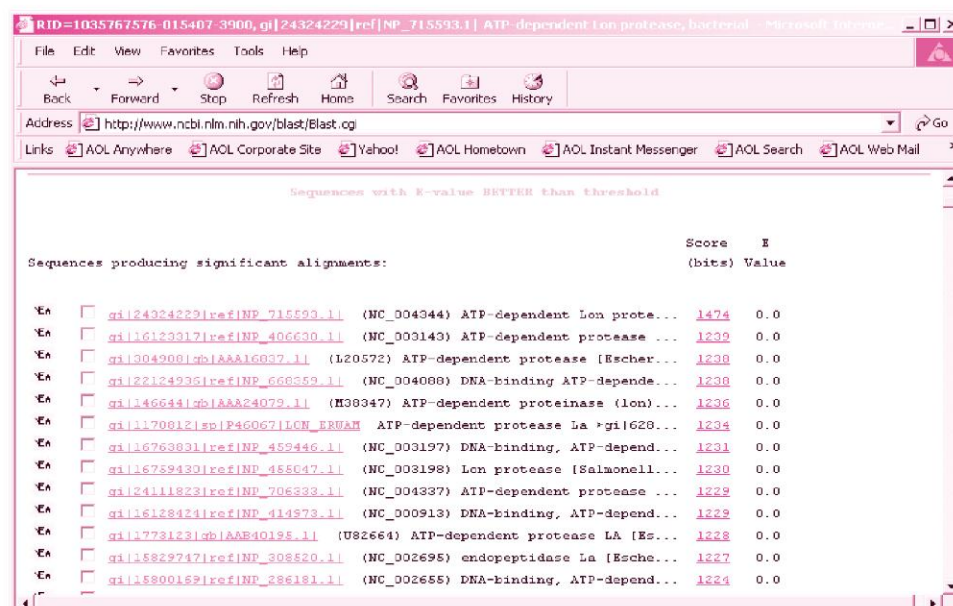 RID=1035767576-015407-3900, gi|24324229|ref|NP_715593.1| ATP-dependent Lon protease, bacterial - Microsoft Interne...
File Edit View Favorites Tools Help
Back Forward Stop Refresh Home Search Favorites History
Address http://www.ncbi.nlm.nih.gov/blast/Blast.cgi Go
Links AOL Anywhere AOL Corporate Site Yahoo! AOL Hometown AOL Instant Messenger AOL Search AOL Web Mail
Sequences with E-value BETTER than threshold
Score E
Sequences producing significant alignments: (bits) Value
gi|24324229|ref|NP_715593.1| (NC_004344) ATP-dependent Lon prote... 1474 0.0
gi|16123317|ref|NP_406630.1| (NC_003143) ATP-dependent protease ... 1239 0.0
gi|304908|gb|AAA16837.1| (L20572) ATP-dependent protease [Escher... 1238 0.0
gi|22124936|ref|NP_668359.1| (NC_004088) DNA-binding ATP-depende... 1238 0.0
gi|146644|gb|AAA24079.1| (M38347) ATP-dependent proteinase (lon)... 1236 0.0
gi|1170812|sp|P46067|LON_ERWAM ATP-dependent protease La >gi|628... 1234 0.0
gi|16763831|ref|NP_459446.1| (NC_003197) DNA-binding, ATP-depend... 1231 0.0
gi|16759430|ref|NP_455047.1| (NC_003198) Lon protease [Salmonell... 1230 0.0
gi|24111823|ref|NP_706333.1| (NC_004337) ATP-dependent protease ... 1229 0.0
gi|16128424|ref|NP_414973.1| (NC_000913) DNA-binding, ATP-depend... 1229 0.0
gi|1773123|gb|AAB40195.1| (U82664) ATP-dependent protease LA [Es... 1228 0.0
gi|15829747|ref|NP_308520.1| (NC_002695) endopeptidase La [Esche... 1227 0.0
gi|15800169|ref|NP_286181.1| (NC_002655) DNA-binding, ATP-depend... 1224 0.0